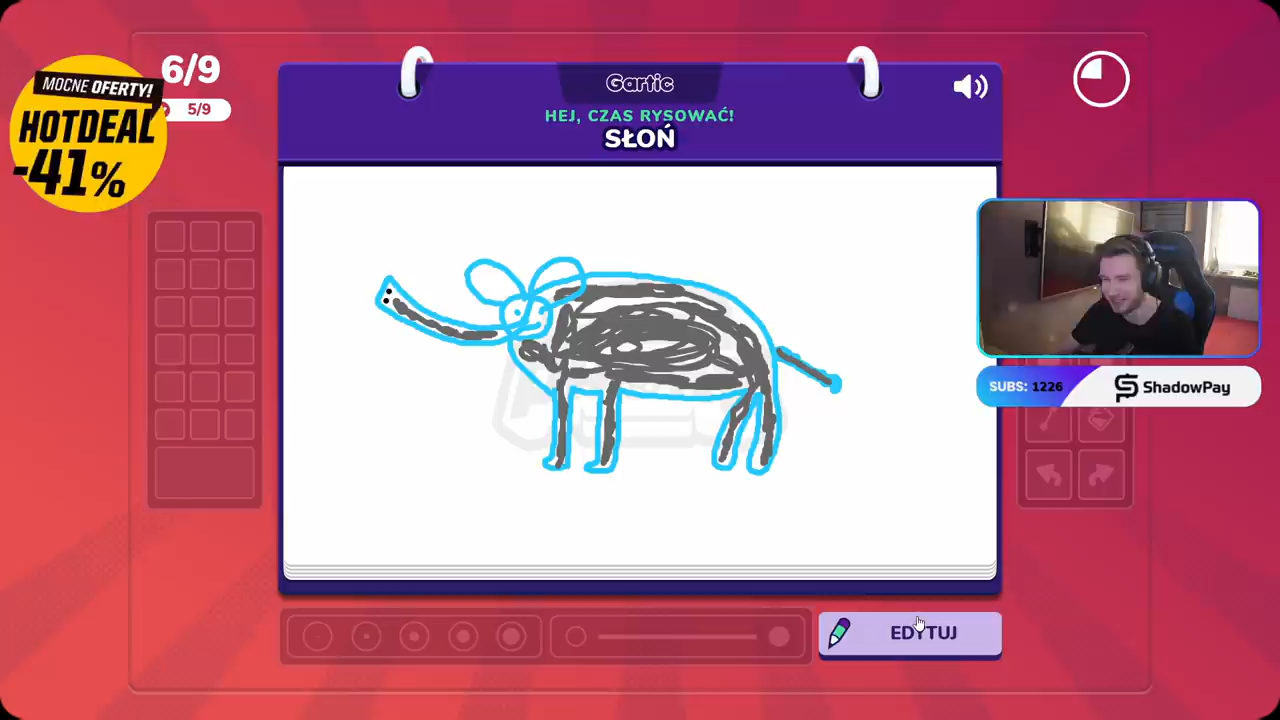 6/9
5/9
MOCNE OFERTY!
HOTDEAL
-41%
Gartic
HEJ, CZAS RYSOWAĆ!
SŁOŃ
SUBS: 1226
ShadowPay
EDYTUJ